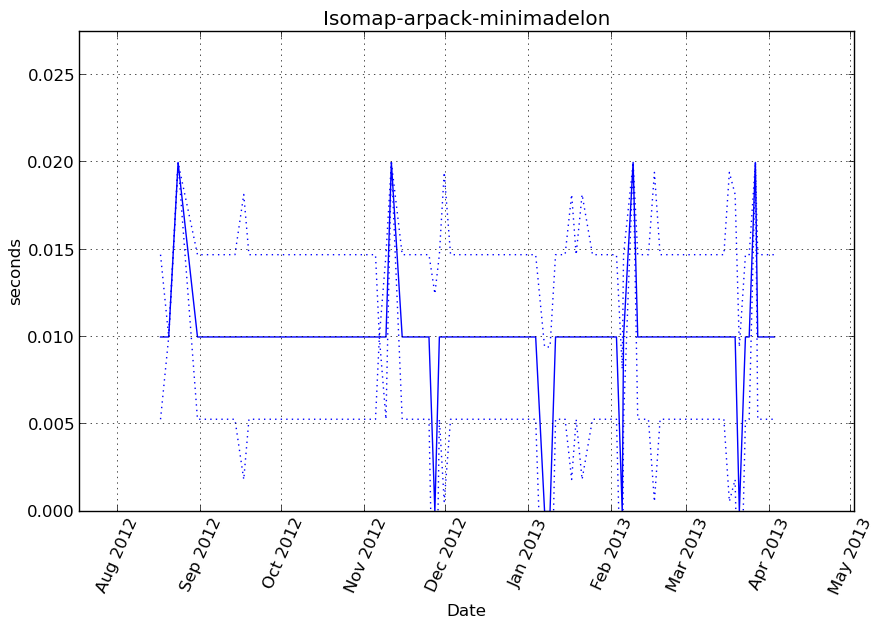 Isomap-arpack-minimadelon
seconds
0.025
0.020
0.015
0.010
0.005
0.000
Aug 2012
Sep 2012
Oct 2012
Nov 2012
Dec 2012
Jan 2013
Feb 2013
Mar 2013
Apr 2013
May 2013
Date